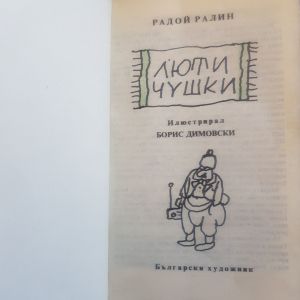 РАДОЙ РАЛИН
ЛЮТИ
ЧУШКИ
Илюстрирал
БОРИС ДИМОВСКИ
Български художник